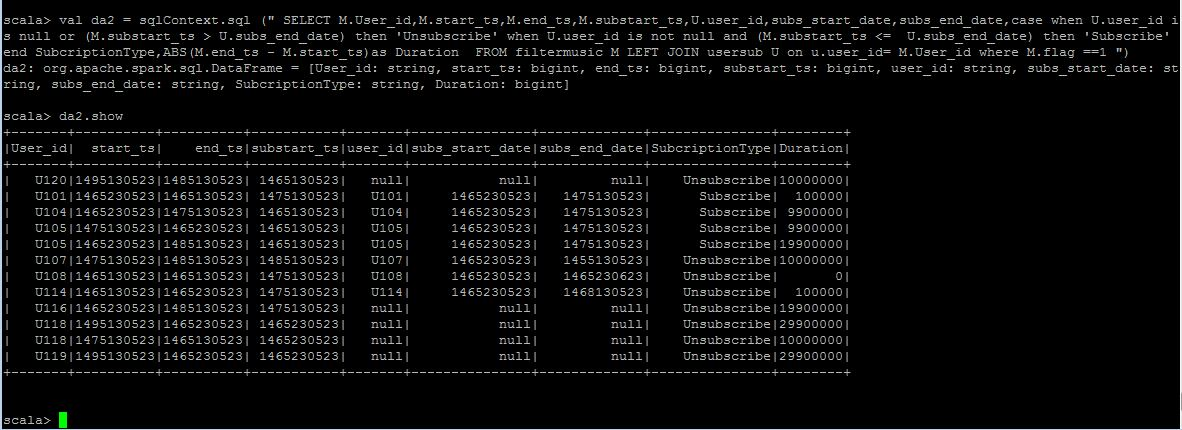 scala> val da2 = sqlContext.sql (" SELECT M.User_id,M.start_ts,M.end_ts,M.substart_ts,U.user_id,subs_start_date,subs_end_date,case when U.user_id i
s null or (M.substart_ts > U.subs_end_date) then 'Unsubscribe' when U.user_id is not null and (M.substart_ts <=  U.subs_end_date) then 'Subscribe'
end SubcriptionType,ABS(M.end_ts - M.start_ts)as Duration  FROM filtermusic M LEFT JOIN usersub U on u.user_id= M.User_id where M.flag ==1 ")
da2: org.apache.spark.sql.DataFrame = [User_id: string, start_ts: bigint, end_ts: bigint, substart_ts: bigint, user_id: string, subs_start_date: st
ring, subs_end_date: string, SubcriptionType: string, Duration: bigint]
scala> da2.show
+-------+----------+----------+-----------+-------+---------------+-------------+---------------+--------+
|User_id|  start_ts|    end_ts|substart_ts|user_id|subs_start_date|subs_end_date|SubcriptionType|Duration|
+-------+----------+----------+-----------+-------+---------------+-------------+---------------+--------+
|   U120|1495130523|1485130523| 1465130523|   null|           null|         null|    Unsubscribe|10000000|
|   U101|1465230523|1465130523| 1475130523|   U101|     1465230523|   1475130523|      Subscribe|  100000|
|   U104|1465230523|1475130523| 1465130523|   U104|     1465230523|   1475130523|      Subscribe| 9900000|
|   U105|1475130523|1465230523| 1465130523|   U105|     1465230523|   1475130523|      Subscribe| 9900000|
|   U105|1465230523|1485130523| 1465130523|   U105|     1465230523|   1475130523|      Subscribe|19900000|
|   U107|1475130523|1485130523| 1485130523|   U107|     1465230523|   1455130523|    Unsubscribe|10000000|
|   U108|1465230523|1465230523| 1475130523|   U108|     1465230523|   1465230623|    Unsubscribe|       0|
|   U114|1465130523|1465230523| 1475130523|   U114|     1465230523|   1468130523|    Unsubscribe|  100000|
|   U116|1465230523|1485130523| 1475130523|   null|           null|         null|    Unsubscribe|19900000|
|   U118|1495130523|1465230523| 1465230523|   null|           null|         null|    Unsubscribe|29900000|
|   U118|1475130523|1465130523| 1465230523|   null|           null|         null|    Unsubscribe|10000000|
|   U119|1495130523|1465230523| 1465230523|   null|           null|         null|    Unsubscribe|29900000|
+-------+----------+----------+-----------+-------+---------------+-------------+---------------+--------+
scala>